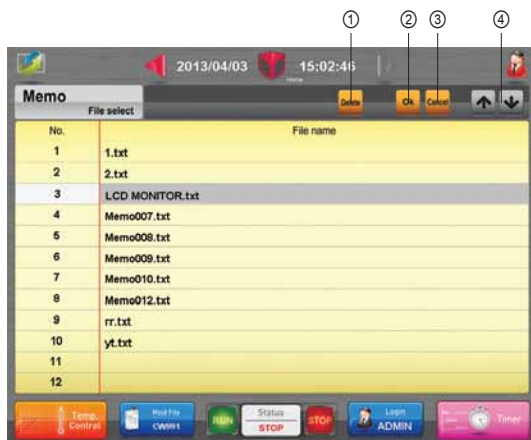 ① ② ③ ④
2013/04/03 Home 15:02:46
Memo
File select
Delete Ok Cancel
No. File name
1 1.txt
2 2.txt
3 LCD MONITOR.txt
4 Memo007.txt
5 Memo008.txt
6 Memo009.txt
7 Memo010.txt
8 Memo012.txt
9 rr.txt
10 yt.txt
11
12
Temp. Control
Mold File
CW991
RUN
Status
STOP
STOP
Login
ADMIN
Timer